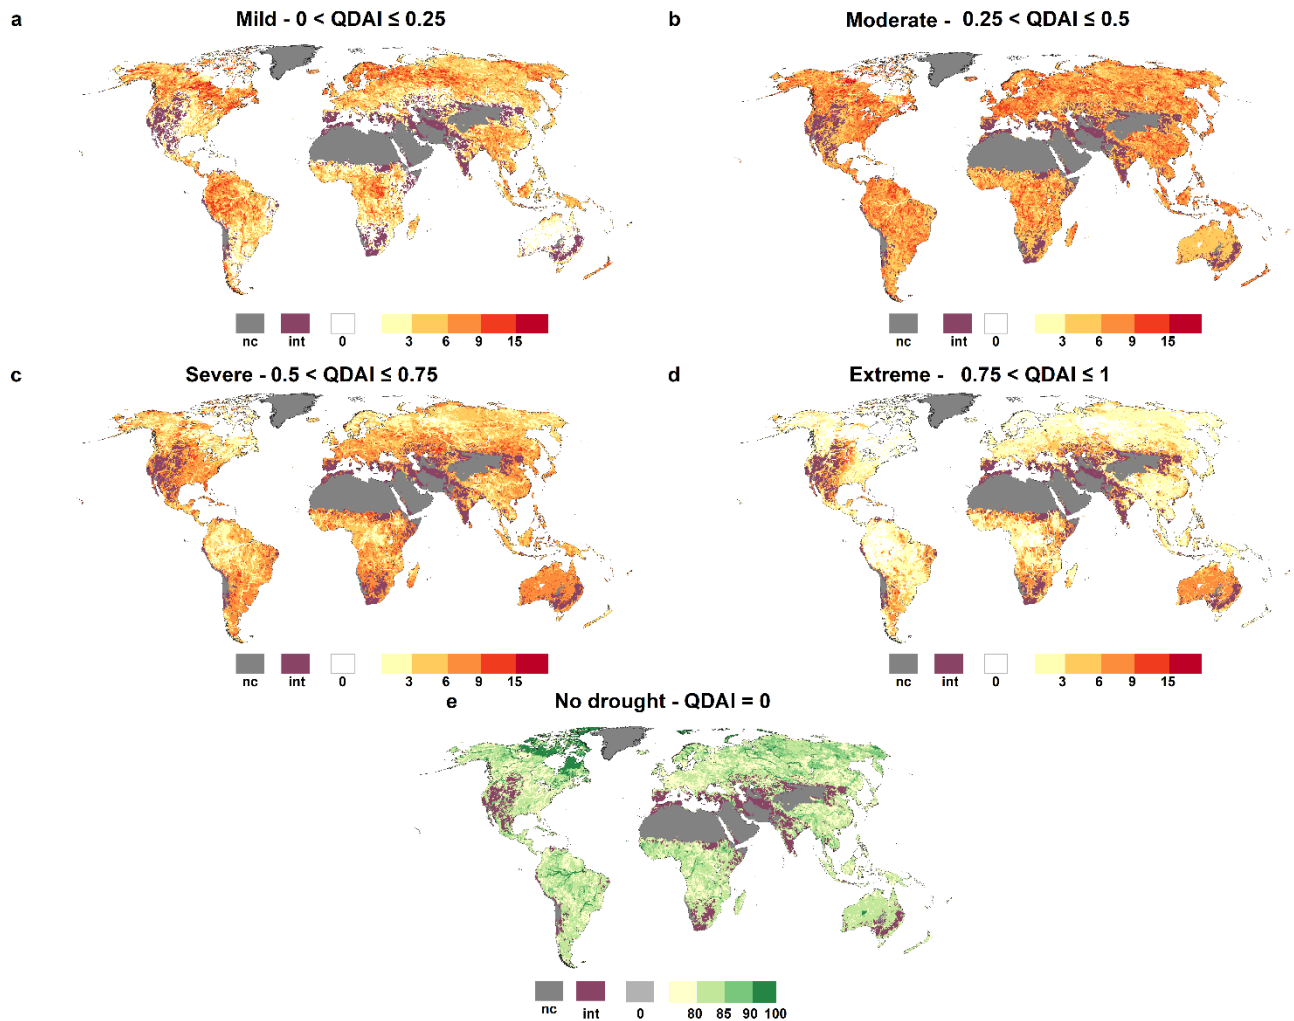 a
Mild - 0 < QDAI ≤ 0.25
b
Moderate - 0.25 < QDAI ≤ 0.5
nc int 0 3 6 9 15
nc int 0 3 6 9 15
c
Severe - 0.5 < QDAI ≤ 0.75
d
Extreme - 0.75 < QDAI ≤ 1
nc int 0 3 6 9 15
nc int 0 3 6 9 15
e
No drought - QDAI = 0
nc int 0 80 85 90 100